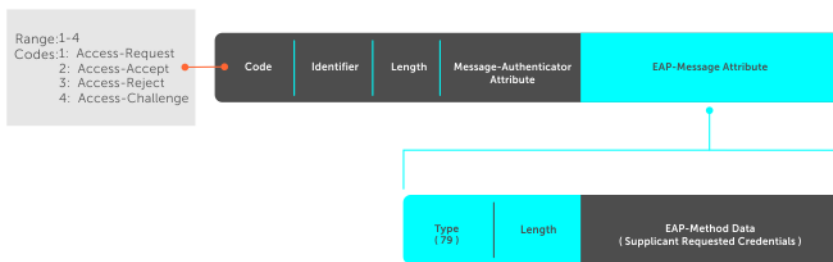 Range:1-4
Codes:1: Access-Request
2: Access-Accept
3: Access-Reject
4: Access-Challenge
Code
Identifier
Length
Message-Authenticator
Attribute
EAP-Message Attribute
Type
( 79 )
Length
EAP-Method Data
( Supplicant Requested Credentials )